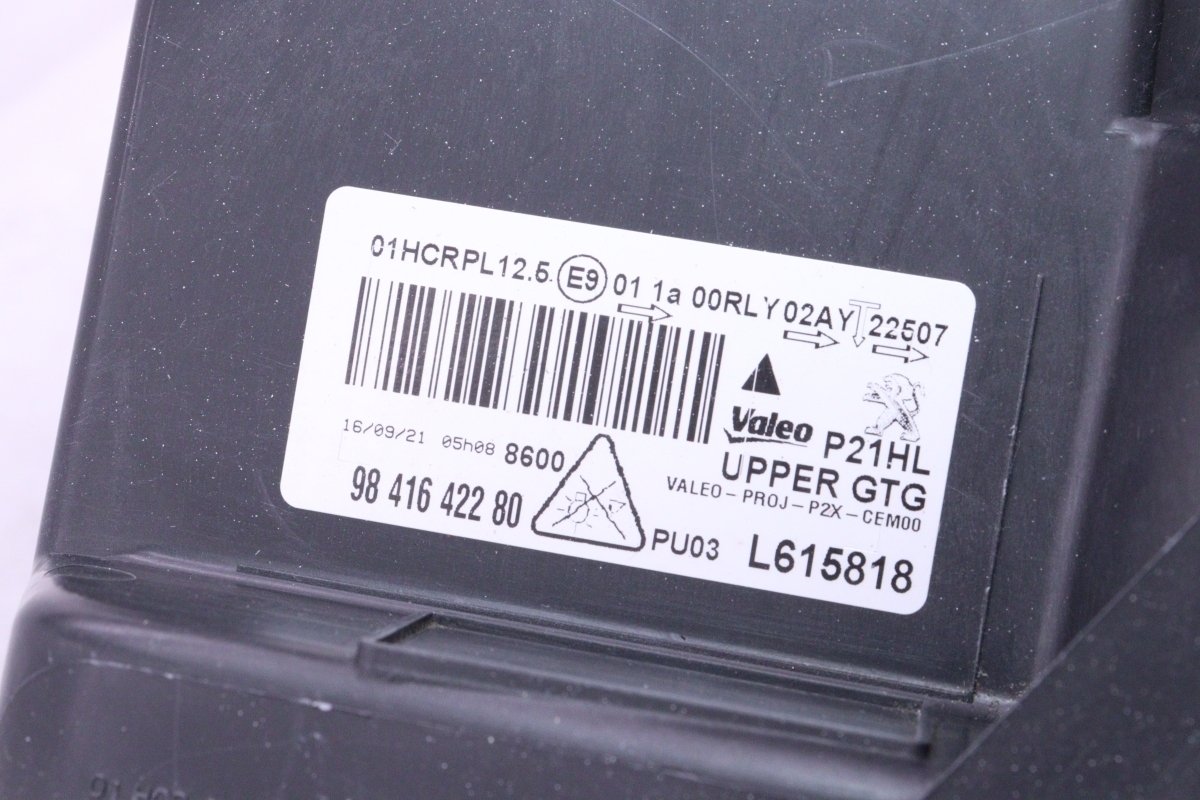 01HCRPL12.5 E9 01 1a 00RLY 02AY 22507
16/09/21 05h08 8600
Valeo P21HL
UPPER GTG
VALEO-PROJ-P2X-CEM00
98 416 422 80
PU03 L615818